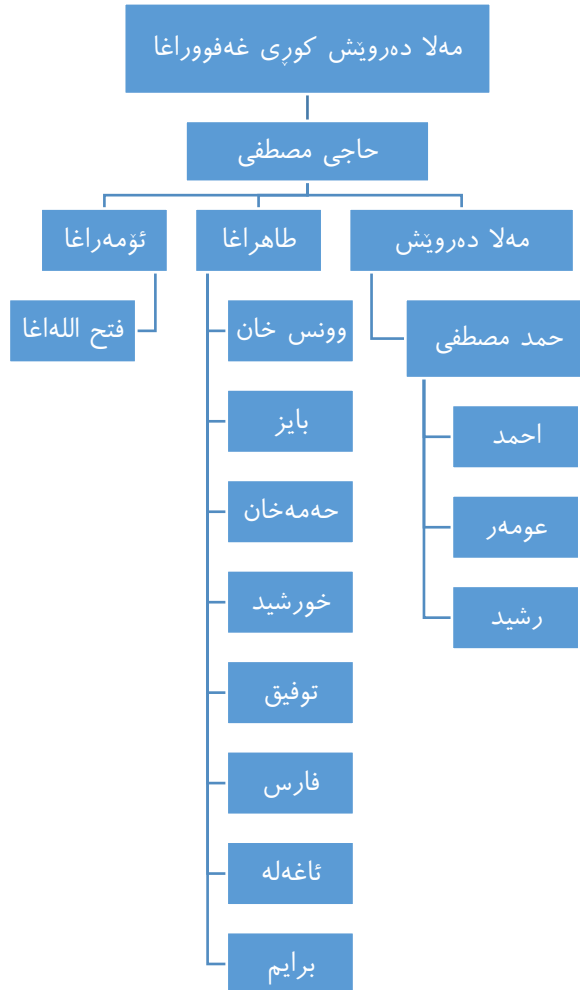 مەلا دەروێش کوڕی غەفووراغا
حاجی مصطفی
مەلا دەروێش
طاهراغا
ئۆمەراغا
حمد مصطفی
احمد
عومەر
رشید
وونس خان
بایز
حەمەخان
خورشید
توفیق
فارس
ئاغەلە
برایم
فتح اللەاغا